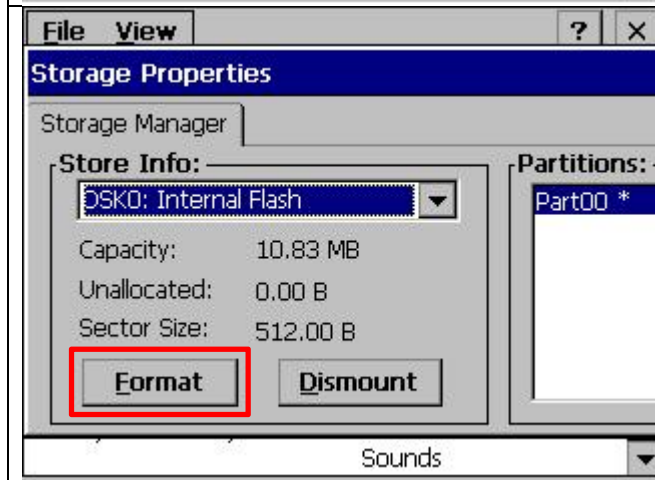 File View ? ×
Storage Properties
Storage Manager
Store Info:
DSK0: Internal Flash
Capacity: 10.83 MB
Unallocated: 0.00 B
Sector Size: 512.00 B
Format Dismount
Partitions:
Part00 *
Sounds